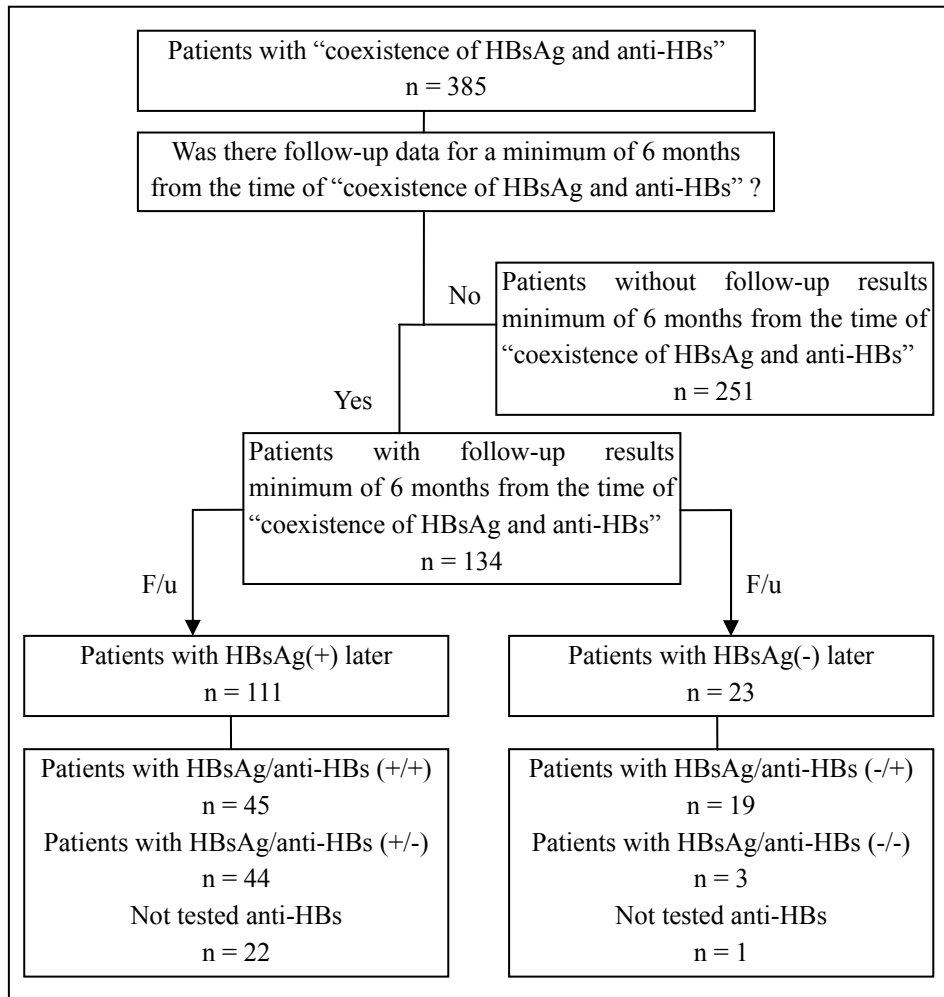 Patients with “coexistence of HBsAg and anti-HBs”
n = 385
Was there follow-up data for a minimum of 6 months
from the time of “coexistence of HBsAg and anti-HBs” ?
No
Patients without follow-up results
minimum of 6 months from the time of
“coexistence of HBsAg and anti-HBs”
n = 251
Yes
Patients with follow-up results
minimum of 6 months from the time of
“coexistence of HBsAg and anti-HBs”
n = 134
F/u
F/u
Patients with HBsAg(+) later
n = 111
Patients with HBsAg(-) later
n = 23
Patients with HBsAg/anti-HBs (+/+)
n = 45
Patients with HBsAg/anti-HBs (+/-)
n = 44
Not tested anti-HBs
n = 22
Patients with HBsAg/anti-HBs (-/+)
n = 19
Patients with HBsAg/anti-HBs (-/-)
n = 3
Not tested anti-HBs
n = 1